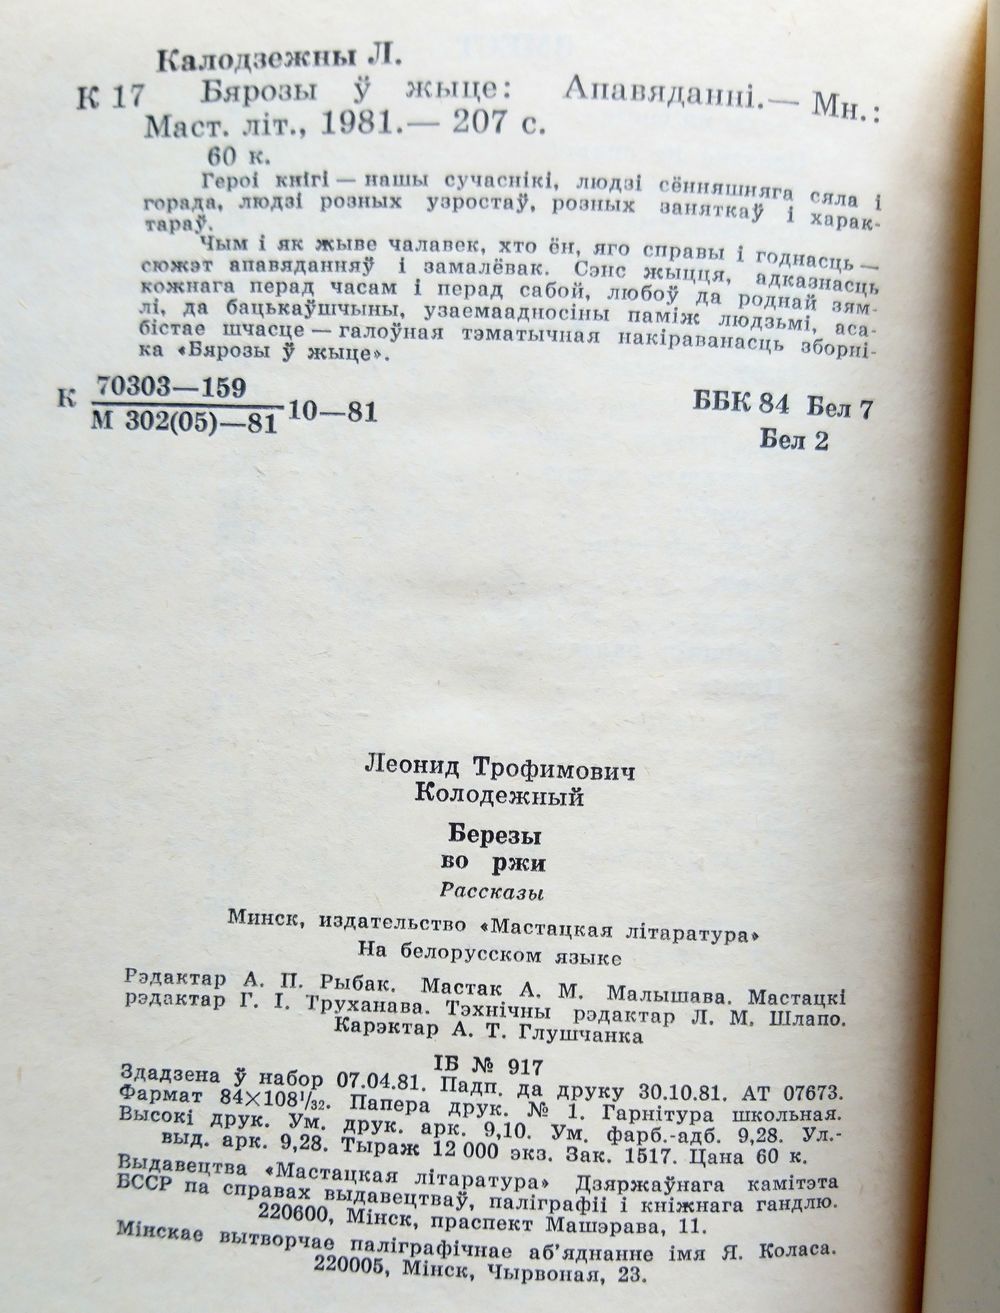 Калодзежны Л.
К 17 Бярозы ў жыце: Апавяданні.— Мн.:
Маст. літ., 1981.— 207 с.
60 к.
Героі кнігі — нашы сучаснікі, людзі сённяшняга сяла і
горада, людзі розных узростаў, розных заняткаў і харак-
тараў.
Чым і як жыве чалавек, хто ён, яго справы і годнасць —
сюжэт апавяданняў і замалёвак. Сэнс жыцця, адказнасць
кожнага перад часам і перад сабой, любоў да роднай зям-
лі, да бацькаўшчыны, узаемаадносіны паміж людзьмі, аса-
бістае шчасце — галоўная тэматычная накіраванасць зборні-
ка «Бярозы ў жыце».
К 70303—159
М 302(05)—81 10—81
ББК 84 Бел 7
Бел 2
Леонид Трофимович
Колодежный
Березы
во ржи
Рассказы
Минск, издательство «Мастацкая літаратура»
На белорусском языке
Рэдактар А. П. Рыбак. Мастак А. М. Малышава. Мастацкі
рэдактар Г. І. Труханава. Тэхнічны рэдактар Л. М. Шлапо.
Карэктар А. Т. Глушчанка
ІБ № 917
Здадзена ў набор 07.04.81. Падп. да друку 30.10.81. АТ 07673.
Фармат 84×108¹/₃₂. Папера друк. № 1. Гарнітура школьная.
Высокі друк. Ум. друк. арк. 9,10. Ум. фарб.-адб. 9,28. Ул.-
выд. арк. 9,28. Тыраж 12 000 экз. Зак. 1517. Цана 60 к.
Выдавецтва «Мастацкая літаратура» Дзяржаўнага камітэта
БССР па справах выдавецтваў, паліграфіі і кніжнага гандлю.
220600, Мінск, праспект Машэрава, 11.
Мінскае вытворчае паліграфічнае аб'яднанне імя Я. Коласа.
220005, Мінск, Чырвоная, 23.